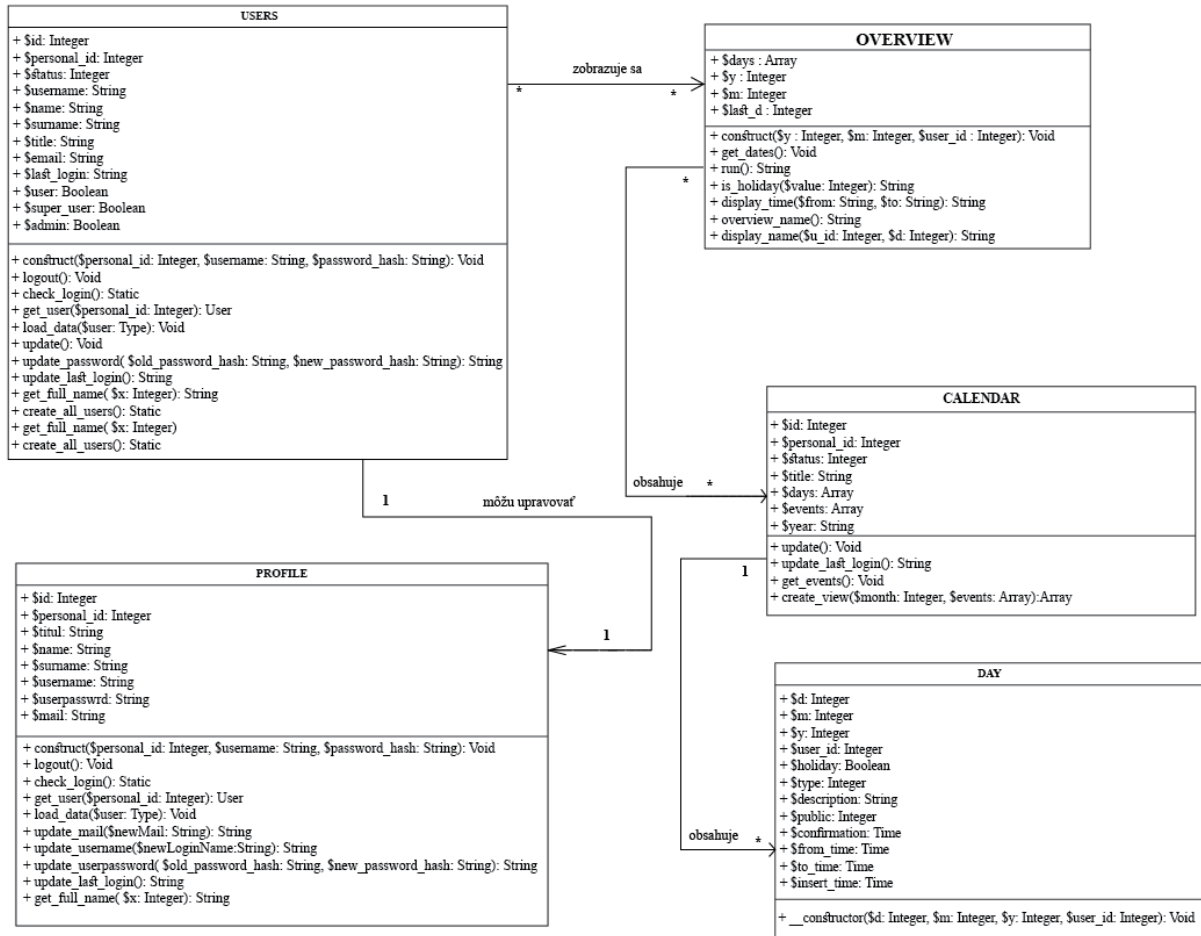 USERS
+ $id: Integer
+ $personal_id: Integer
+ $status: Integer
+ $username: String
+ $name: String
+ $surname: String
+ $title: String
+ $email: String
+ $last_login: String
+ $user: Boolean
+ $super_user: Boolean
+ $admin: Boolean
+ construct($personal_id: Integer, $username: String, $password_hash: String): Void
+ logout(): Void
+ check_login(): Static
+ get_user($personal_id: Integer): User
+ load_data($user: Type): Void
+ update(): Void
+ update_password( $old_password_hash: String, $new_password_hash: String): String
+ update_last_login(): String
+ get_full_name( $x: Integer): String
+ create_all_users(): Static
+ get_full_name( $x: Integer)
+ create_all_users(): Static
zobrazuje sa
*
*
OVERVIEW
+ $days : Array
+ $y : Integer
+ $m: Integer
+ $last_d : Integer
+ construct($y : Integer, $m: Integer, $user_id : Integer): Void
+ get_dates(): Void
+ run(): String
+ is_holiday($value: Integer): String
+ display_time($from: String, $to: String): String
+ overview_name(): String
+ display_name($u_id: Integer, $d: Integer): String
*
obsahuje
*
CALENDAR
+ $id: Integer
+ $personal_id: Integer
+ $status: Integer
+ $title: String
+ $days: Array
+ $events: Array
+ $year: String
+ update(): Void
+ update_last_login(): String
+ get_events(): Void
+ create_view($month: Integer, $events: Array):Array
1
môžu upravovať
1
PROFILE
+ $id: Integer
+ $personal_id: Integer
+ $titul: String
+ $name: String
+ $surname: String
+ $username: String
+ $userpasswrd: String
+ $mail: String
+ construct($personal_id: Integer, $username: String, $password_hash: String): Void
+ logout(): Void
+ check_login(): Static
+ get_user($personal_id: Integer): User
+ load_data($user: Type): Void
+ update_mail($newMail: String): String
+ update_username($newLoginName:String): String
+ update_userpassword( $old_password_hash: String, $new_password_hash: String): String
+ update_last_login(): String
+ get_full_name( $x: Integer): String
1
obsahuje
*
DAY
+ $d: Integer
+ $m: Integer
+ $y: Integer
+ $user_id: Integer
+ $holiday: Boolean
+ $type: Integer
+ $description: String
+ $public: Integer
+ $confirmation: Time
+ $from_time: Time
+ $to_time: Time
+ $insert_time: Time
+ __constructor($d: Integer, $m: Integer, $y: Integer, $user_id: Integer): Void